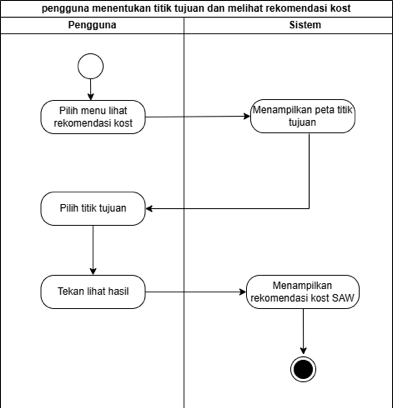 pengguna menentukan titik tujuan dan melihat rekomendasi kost
Pengguna
Sistem
Pilih menu lihat
rekomendasi kost
Menampilkan peta titik
tujuan
Pilih titik tujuan
Tekan lihat hasil
Menampilkan
rekomendasi kost SAW